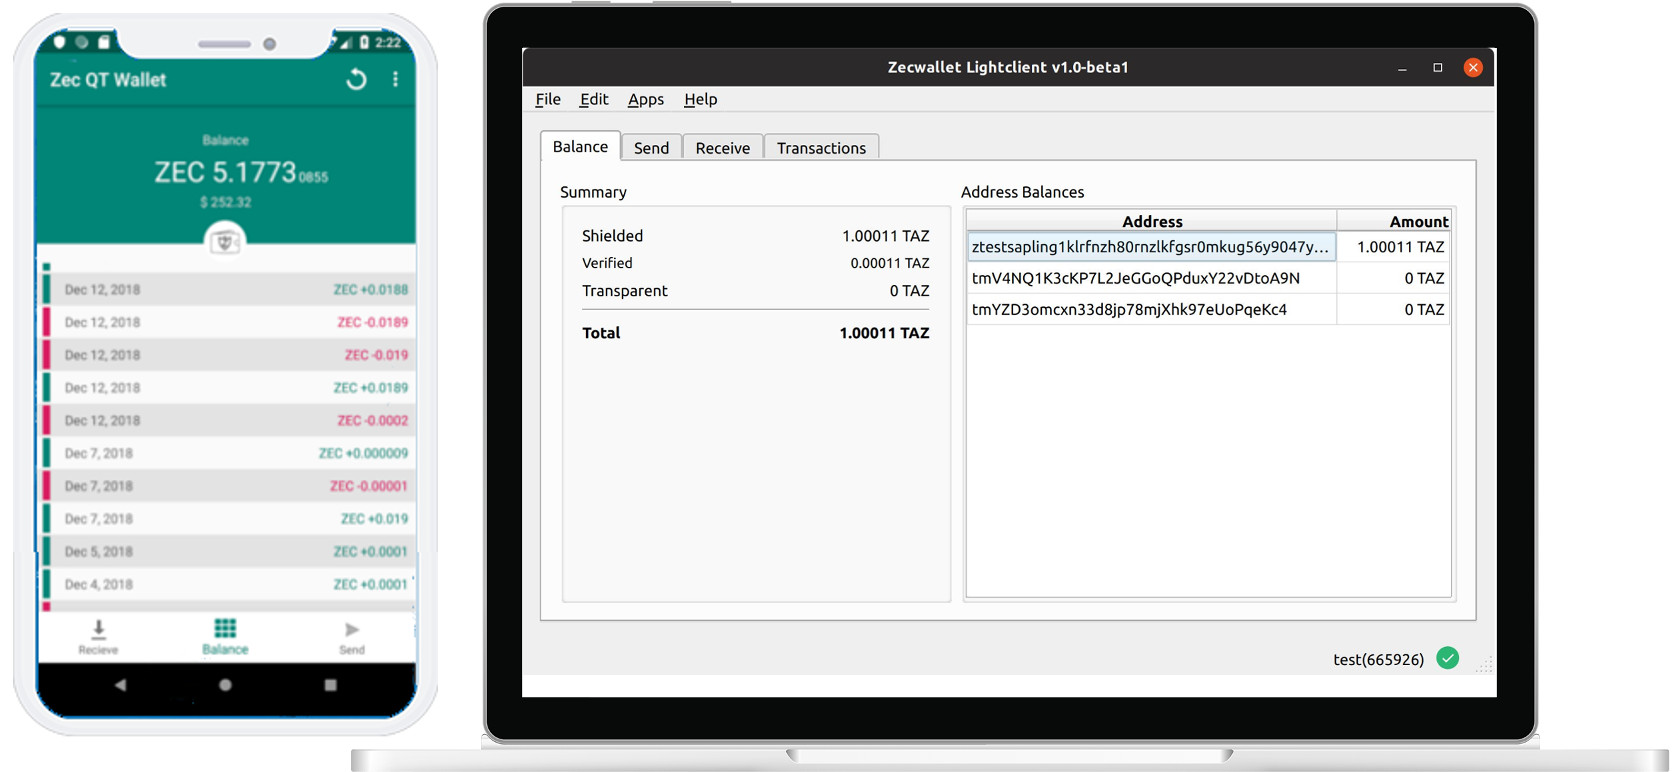 2:22
Zec QT Wallet
Balance
ZEC 5.17730855
$ 252.32
Dec 12, 2018 ZEC +0.0188
Dec 12, 2018 ZEC -0.0189
Dec 12, 2018 ZEC -0.019
Dec 12, 2018 ZEC +0.0189
Dec 12, 2018 ZEC -0.0002
Dec 7, 2018 ZEC +0.000009
Dec 7, 2018 ZEC -0.00001
Dec 7, 2018 ZEC +0.019
Dec 5, 2018 ZEC +0.0001
Dec 4, 2018 ZEC +0.0001
Recieve Balance Send
Zecwallet Lightclient v1.0-beta1
File Edit Apps Help
Balance Send Receive Transactions
Summary
Shielded 1.00011 TAZ
Verified 0.00011 TAZ
Transparent 0 TAZ
Total 1.00011 TAZ
Address Balances
Address Amount
ztestsapling1klrfnzh80rnzlkfgsr0mkug56y9047y... 1.00011 TAZ
tmV4NQ1K3cKP7L2JeGGoQPduxY22vDtoA9N 0 TAZ
tmYZD3omcxn33d8jp78mjXhk97eUoPqeKc4 0 TAZ
test(665926)